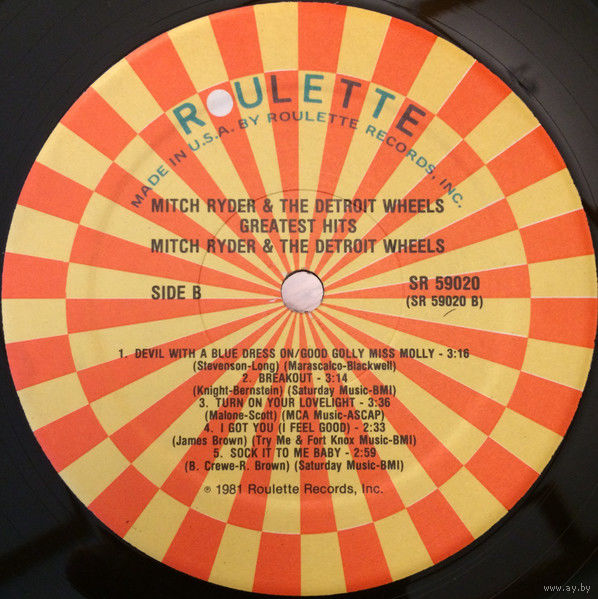 ROULETTE
MADE IN U.S.A. BY ROULETTE RECORDS, INC.
MITCH RYDER & THE DETROIT WHEELS
GREATEST HITS
MITCH RYDER & THE DETROIT WHEELS
SIDE B
SR 59020
(SR 59020 B)
1. DEVIL WITH A BLUE DRESS ON/GOOD GOLLY MISS MOLLY - 3:16
(Stevenson-Long) (Marascalco-Blackwell)
2. BREAKOUT - 3:14
(Knight-Bernstein) (Saturday Music-BMI)
3. TURN ON YOUR LOVELIGHT - 3:36
(Malone-Scott) (MCA Music-ASCAP)
4. I GOT YOU (I FEEL GOOD) - 2:33
(James Brown) (Try Me & Fort Knox Music-BMI)
5. SOCK IT TO ME BABY - 2:59
(B. Crewe-R. Brown) (Saturday Music-BMI)
℗ 1981 Roulette Records, Inc.
www.ay.by